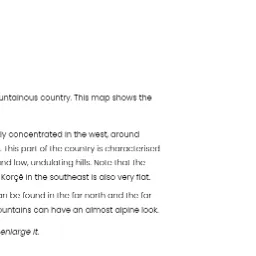 untainous country. This map shows the
ly concentrated in the west, around
. This part of the country is characterised
nd low, undulating hills. Note that the
Korçë in the southeast is also very flat.
n be found in the far north and the far
ountains can have an almost alpine look.
enlarge it.